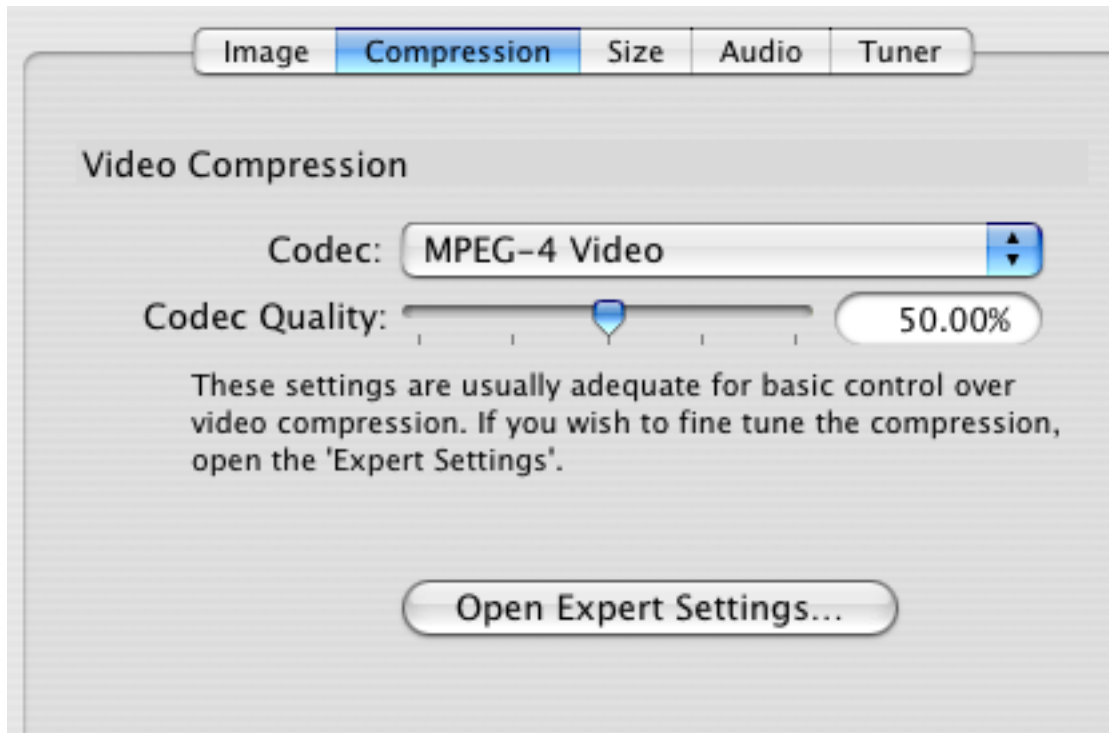 Image Compression Size Audio Tuner
Video Compression
Codec: MPEG-4 Video
Codec Quality: 50.00%
These settings are usually adequate for basic control over
video compression. If you wish to fine tune the compression,
open the 'Expert Settings'.
Open Expert Settings...